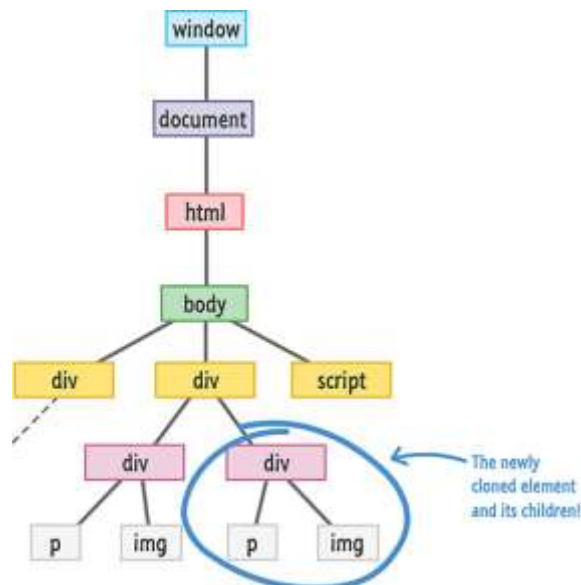 window
document
html
body
div div script
div div
The newly
cloned element
and its children!
p img p img